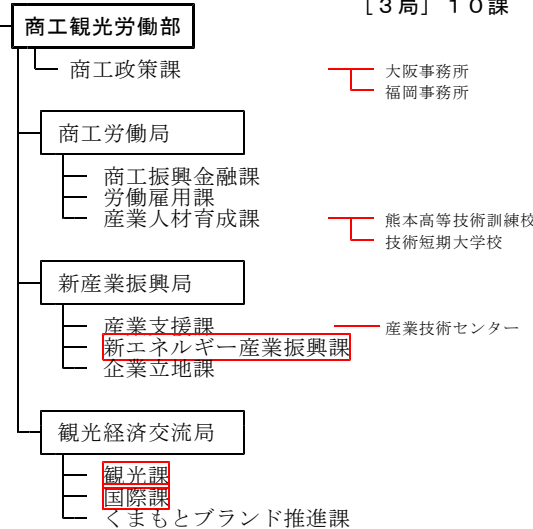 商工観光労働部 [3局] 10課
商工政策課 大阪事務所
福岡事務所
商工労働局
商工振興金融課
労働雇用課
産業人材育成課 熊本高等技術訓練校
技術短期大学校
新産業振興局
産業支援課 産業技術センター
新エネルギー産業振興課
企業立地課
観光経済交流局
観光課
国際課
くまもとブランド推進課